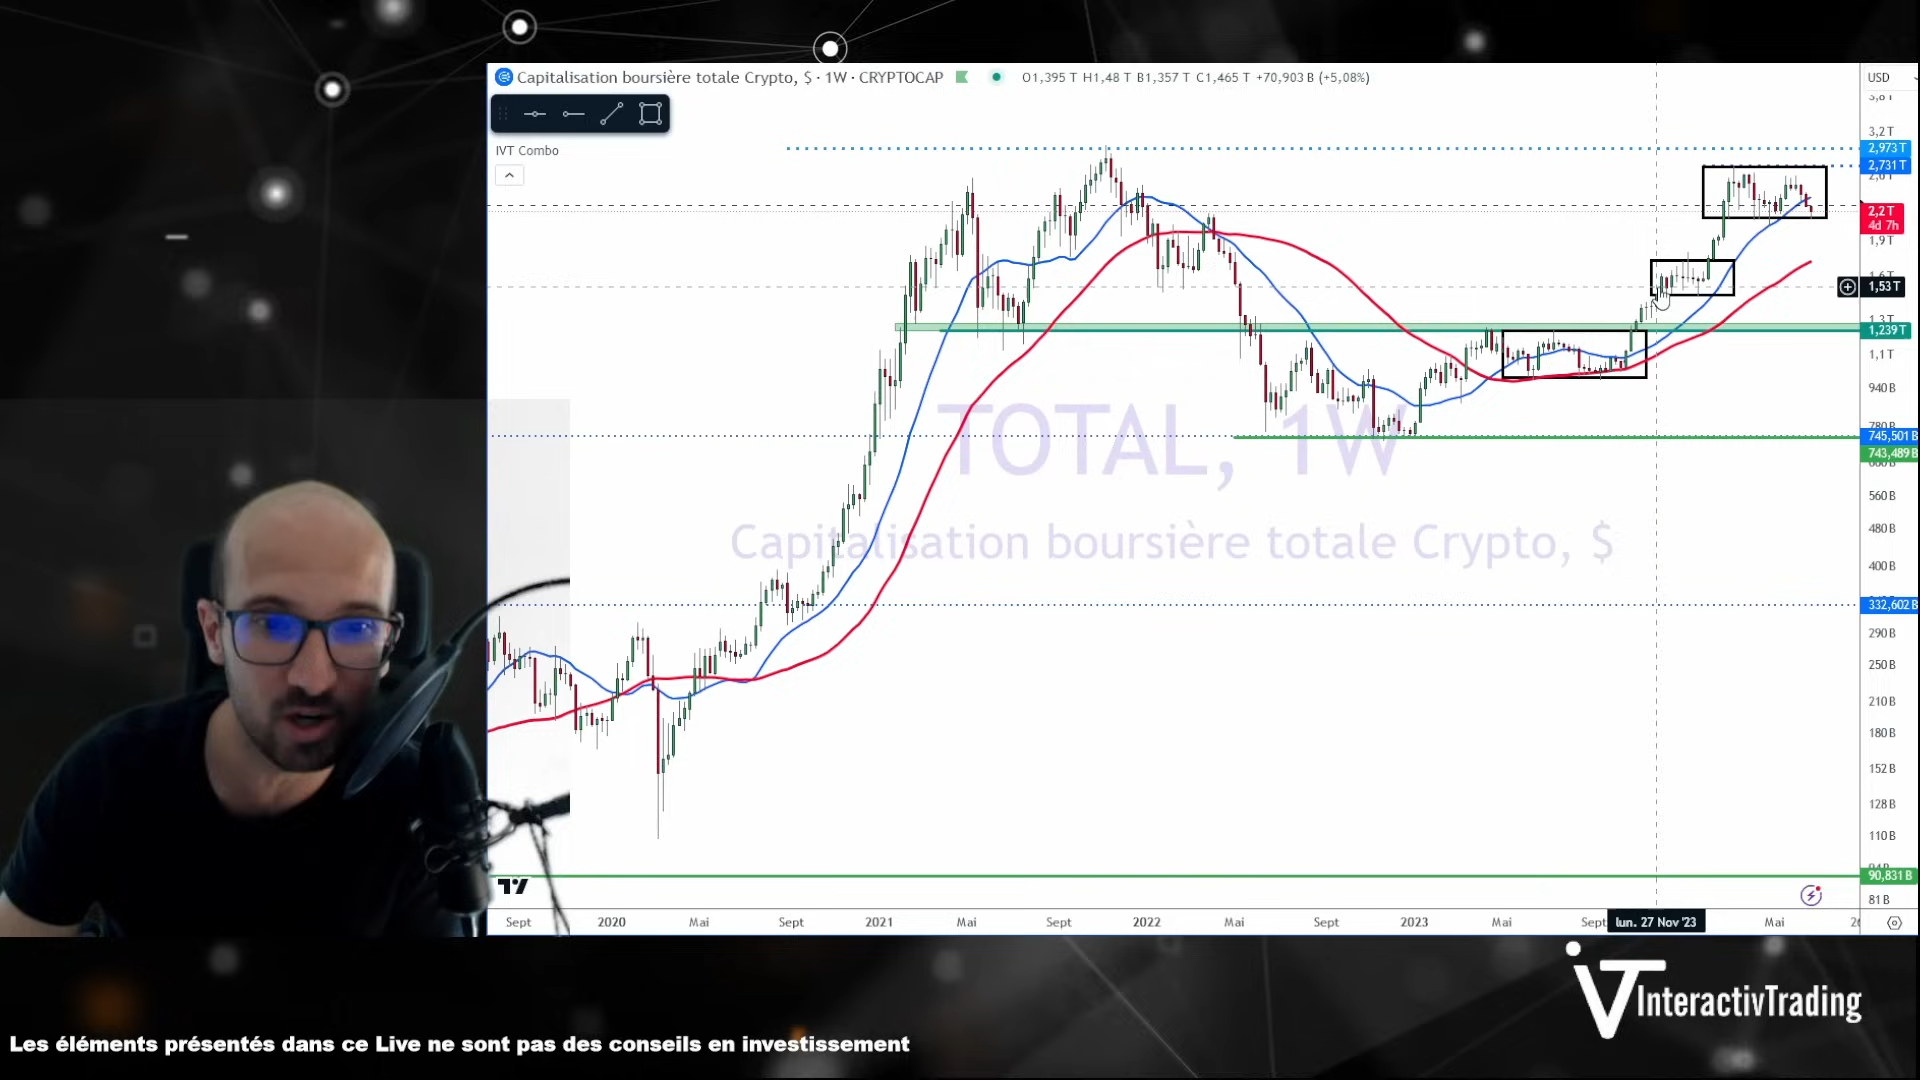 Capitalisation boursière totale Crypto, $ · 1W · CRYPTOCAP O1,395 T H1,48 T B1,357 T C1,465 T +70,903 B (+5,08%)
USD
IVT Combo
3,2 T
2,973 T
2,731 T
2,2 T
4d 7h
1,9 T
1,53 T
1,239 T
1,1 T
940 B
745,501 B
743,489 B
TOTAL, 1W
Capitalisation boursière totale Crypto, $
560 B
480 B
400 B
332,602 B
290 B
250 B
210 B
180 B
152 B
128 B
110 B
90,831 B
81 B
Sept 2020 Mai Sept 2021 Mai Sept 2022 Mai Sept 2023 Mai Sept lun. 27 Nov '23 Mai
iVT InteractivTrading
Les éléments présentés dans ce Live ne sont pas des conseils en investissement